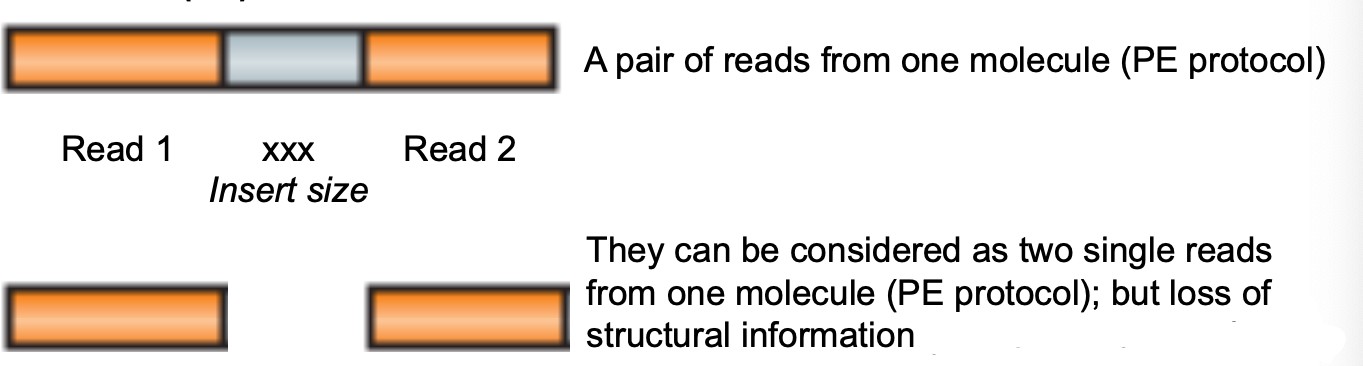 A pair of reads from one molecule (PE protocol)
Read 1 xxx Read 2
Insert size
They can be considered as two single reads
from one molecule (PE protocol); but loss of
structural information